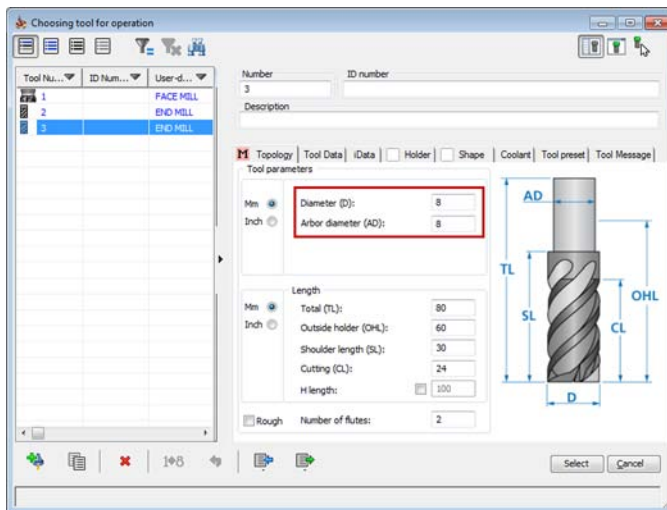 Choosing tool for operation
Tool Nu... ID Num... User-d...
1 FACE MILL
2 END MILL
3 END MILL
Number ID number
3
Description
M Topology Tool Data iData Holder Shape Coolant Tool preset Tool Message
Tool parameters
Mm Diameter (D): 8
Inch Arbor diameter (AD): 8
Length
Mm Total (TL): 80
Inch Outside holder (OHL): 60
Shoulder length (SL): 30
Cutting (CL): 24
H length: 100
Rough Number of flutes: 2
AD
TL
OHL
SL
CL
D
Select Cancel